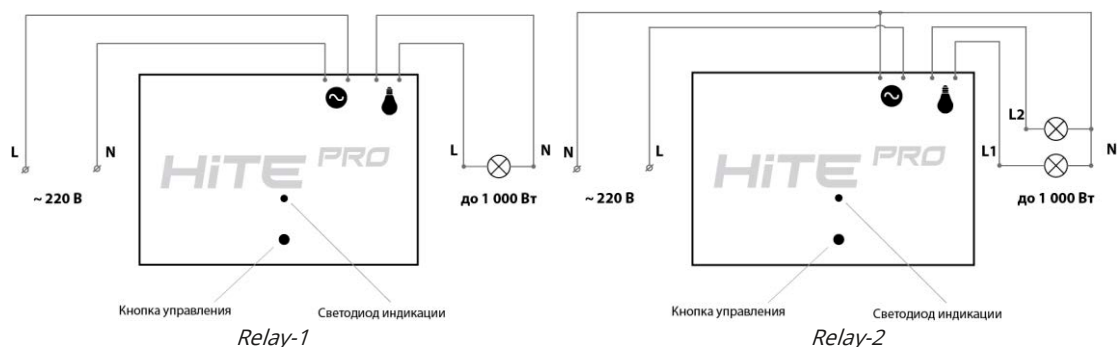 L
N
~ 220 В
HiTE PRO
L
N
до 1 000 Вт
Кнопка управления
Светодиод индикации
Relay-1
N
L
~ 220 В
HiTE PRO
L2
L1
N
до 1 000 Вт
Кнопка управления
Светодиод индикации
Relay-2